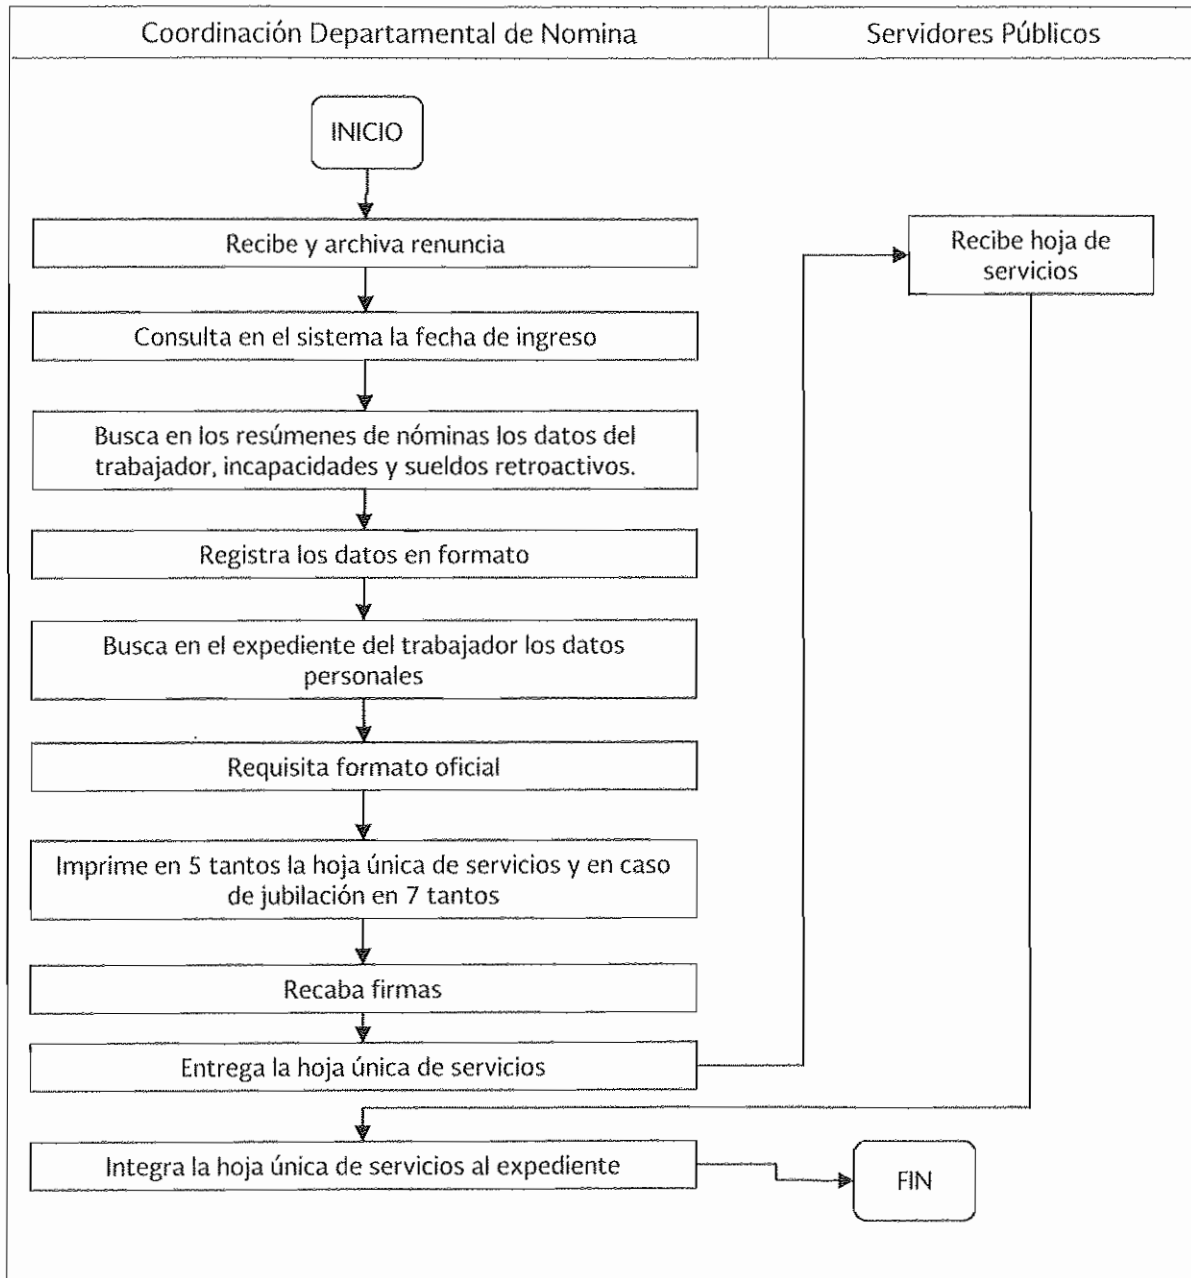 Coordinación Departamental de Nomina
Servidores Públicos
INICIO
Recibe y archiva renuncia
Recibe hoja de
servicios
Consulta en el sistema la fecha de ingreso
Busca en los resúmenes de nóminas los datos del
trabajador, incapacidades y sueldos retroactivos.
Registra los datos en formato
Busca en el expediente del trabajador los datos
personales
Requisita formato oficial
Imprime en 5 tantos la hoja única de servicios y en caso
de jubilación en 7 tantos
Recaba firmas
Entrega la hoja única de servicios
Integra la hoja única de servicios al expediente
FIN